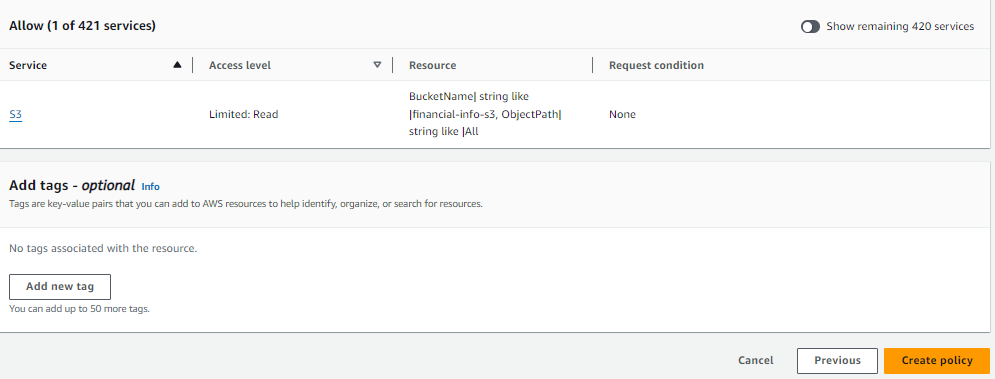 Allow (1 of 421 services)
Show remaining 420 services
Service
Access level
Resource
Request condition
S3
Limited: Read
BucketName| string like
|financial-info-s3, ObjectPath|
string like |All
None
Add tags - optional Info
Tags are key-value pairs that you can add to AWS resources to help identify, organize, or search for resources.
No tags associated with the resource.
Add new tag
You can add up to 50 more tags.
Cancel
Previous
Create policy